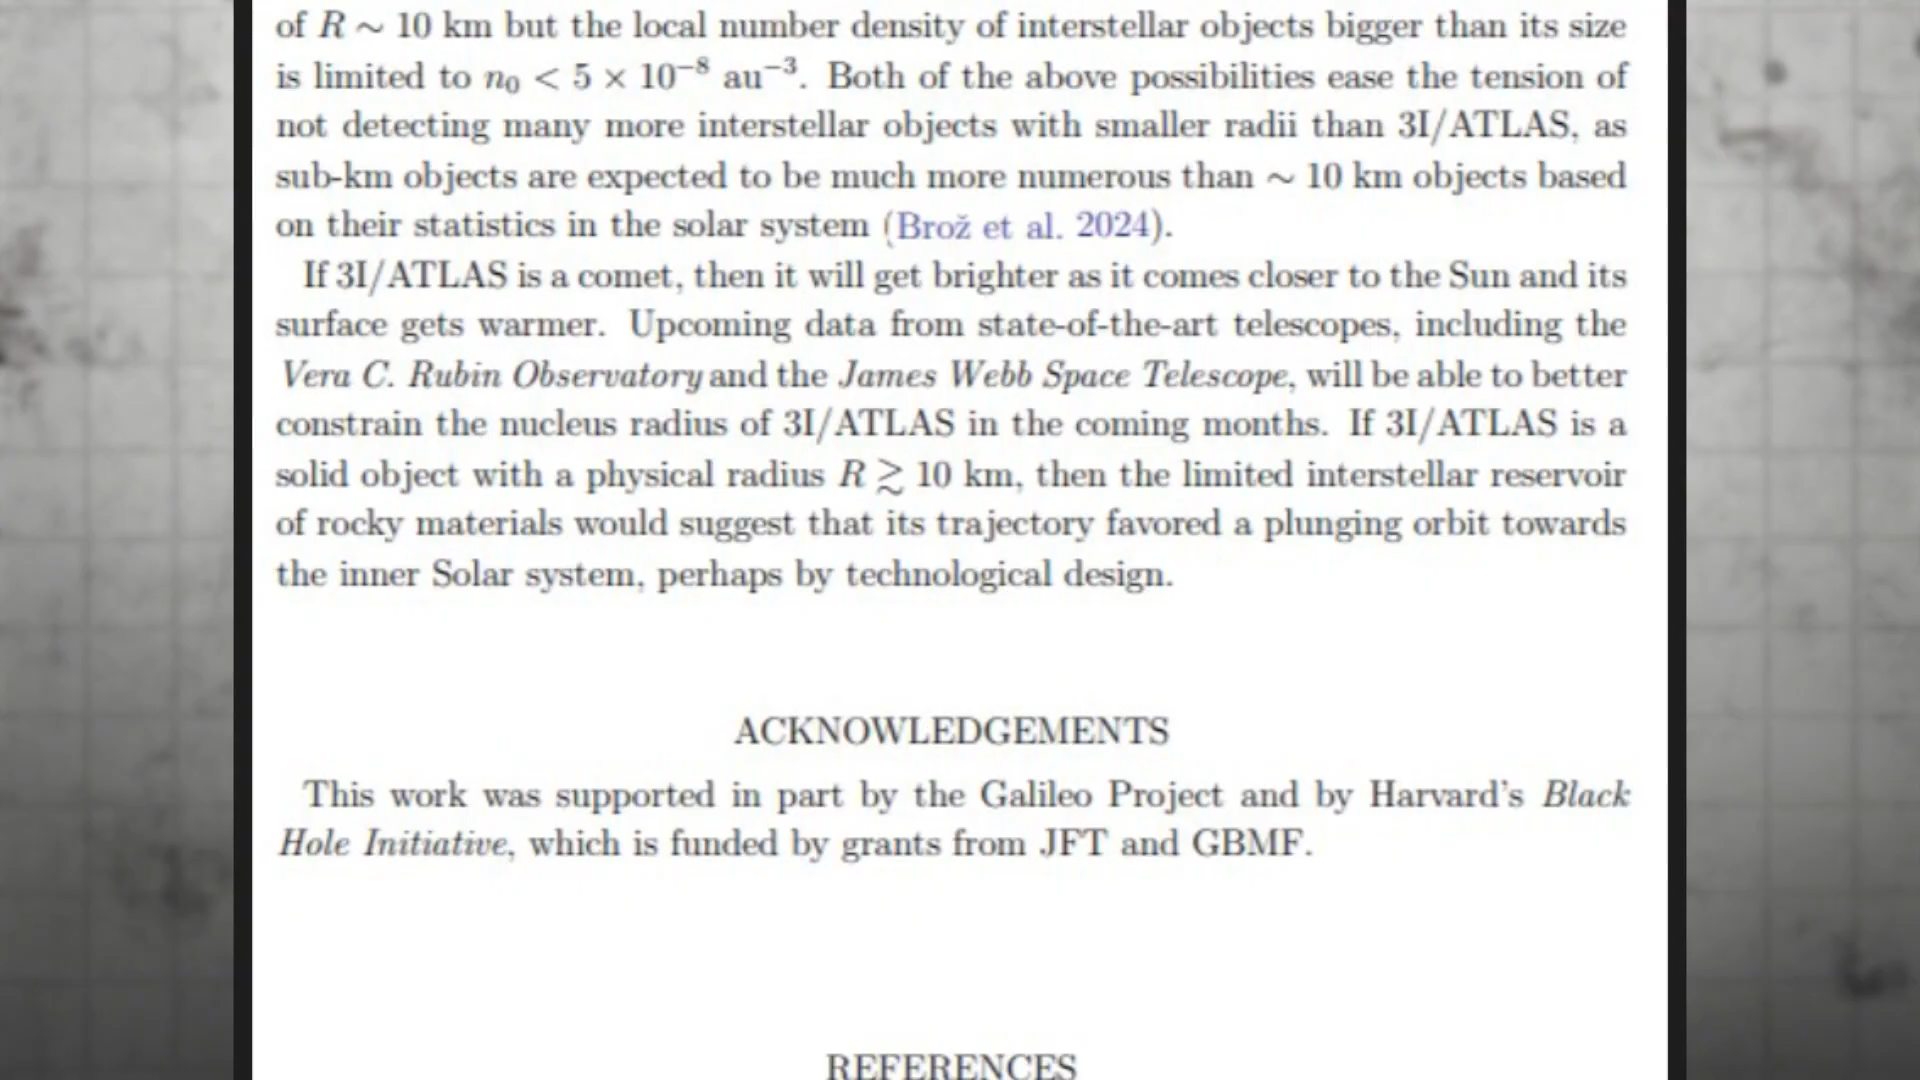 of R ∼ 10 km but the local number density of interstellar objects bigger than its size
is limited to n₀ < 5 × 10⁻⁸ au⁻³. Both of the above possibilities ease the tension of
not detecting many more interstellar objects with smaller radii than 3I/ATLAS, as
sub-km objects are expected to be much more numerous than ∼ 10 km objects based
on their statistics in the solar system (Brož et al. 2024).
If 3I/ATLAS is a comet, then it will get brighter as it comes closer to the Sun and its
surface gets warmer. Upcoming data from state-of-the-art telescopes, including the
Vera C. Rubin Observatory and the James Webb Space Telescope, will be able to better
constrain the nucleus radius of 3I/ATLAS in the coming months. If 3I/ATLAS is a
solid object with a physical radius R ≳ 10 km, then the limited interstellar reservoir
of rocky materials would suggest that its trajectory favored a plunging orbit towards
the inner Solar system, perhaps by technological design.
ACKNOWLEDGEMENTS
This work was supported in part by the Galileo Project and by Harvard's Black
Hole Initiative, which is funded by grants from JFT and GBMF.
REFERENCES